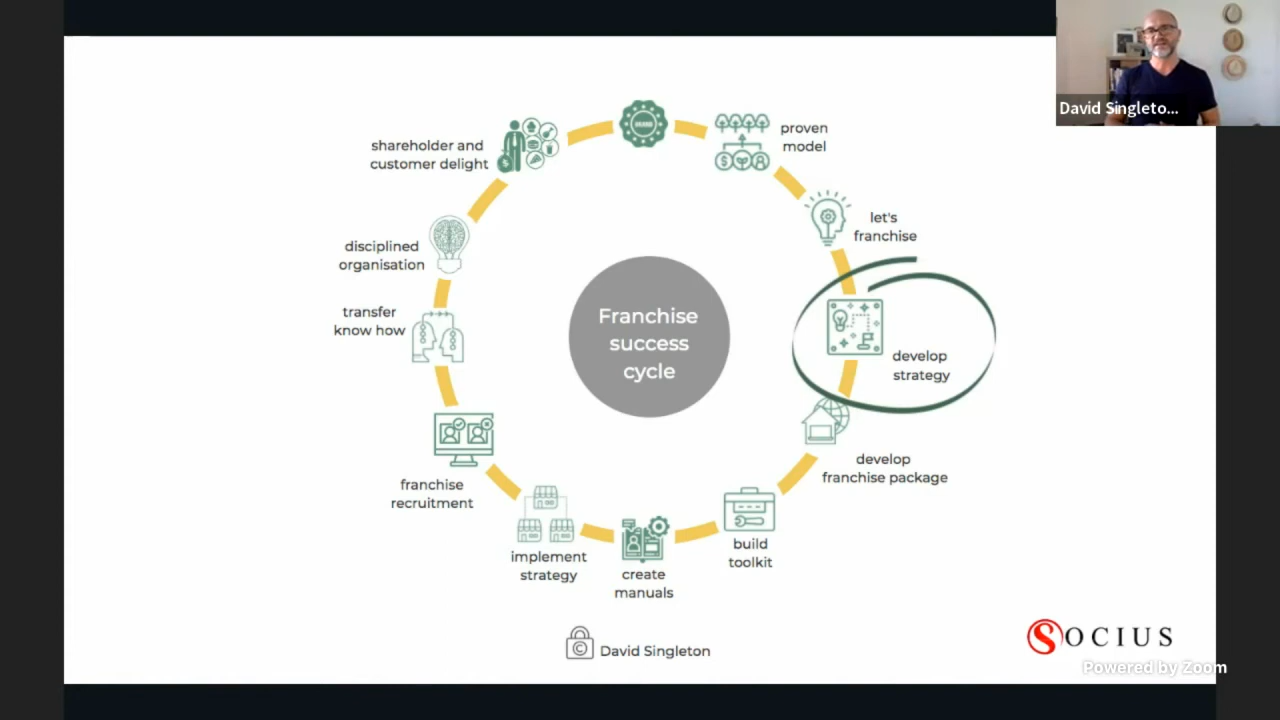 David Singleto...
shareholder and
customer delight
proven
model
let's
franchise
disciplined
organisation
transfer
know how
Franchise
success
cycle
develop
strategy
develop
franchise package
franchise
recruitment
build
toolkit
implement
strategy
create
manuals
© David Singleton
SOCIUS
Powered by Zoom